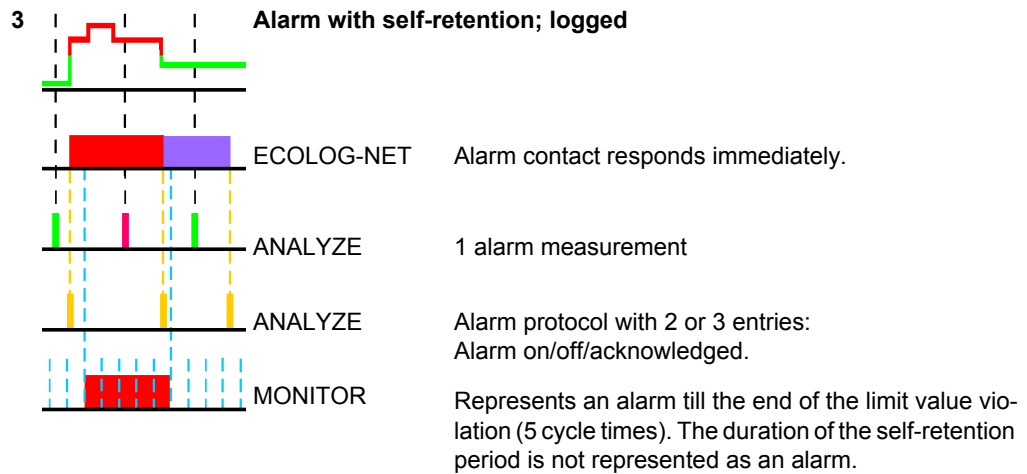 3 Alarm with self-retention; logged
ECOLOG-NET Alarm contact responds immediately.
ANALYZE 1 alarm measurement
ANALYZE Alarm protocol with 2 or 3 entries:
Alarm on/off/acknowledged.
MONITOR Represents an alarm till the end of the limit value vio-
lation (5 cycle times). The duration of the self-retention
period is not represented as an alarm.